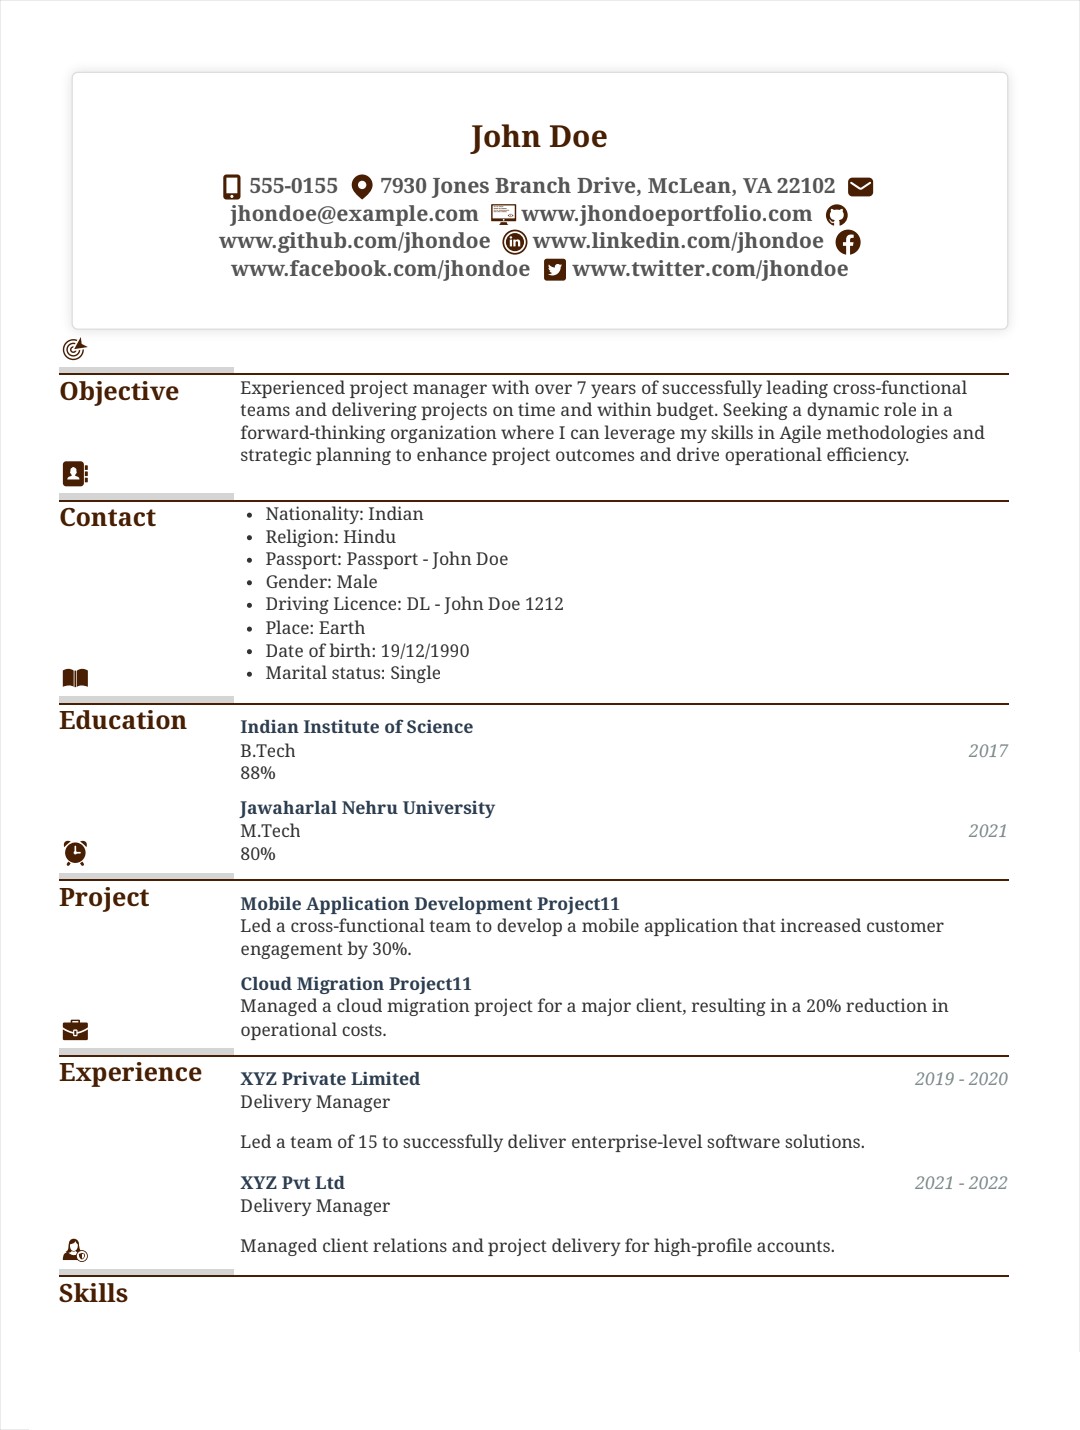 John Doe
555-0155 7930 Jones Branch Drive, McLean, VA 22102
jhondoe@example.com www.jhondoeportfolio.com
www.github.com/jhondoe www.linkedin.com/jhondoe
www.facebook.com/jhondoe www.twitter.com/jhondoe
Objective
Experienced project manager with over 7 years of successfully leading cross-functional
teams and delivering projects on time and within budget. Seeking a dynamic role in a
forward-thinking organization where I can leverage my skills in Agile methodologies and
strategic planning to enhance project outcomes and drive operational efficiency.
Contact
• Nationality: Indian
• Religion: Hindu
• Passport: Passport - John Doe
• Gender: Male
• Driving Licence: DL - John Doe 1212
• Place: Earth
• Date of birth: 19/12/1990
• Marital status: Single
Education
Indian Institute of Science
B.Tech 2017
88%
Jawaharlal Nehru University
M.Tech 2021
80%
Project
Mobile Application Development Project11
Led a cross-functional team to develop a mobile application that increased customer
engagement by 30%.
Cloud Migration Project11
Managed a cloud migration project for a major client, resulting in a 20% reduction in
operational costs.
Experience
XYZ Private Limited 2019 - 2020
Delivery Manager
Led a team of 15 to successfully deliver enterprise-level software solutions.
XYZ Pvt Ltd 2021 - 2022
Delivery Manager
Managed client relations and project delivery for high-profile accounts.
Skills